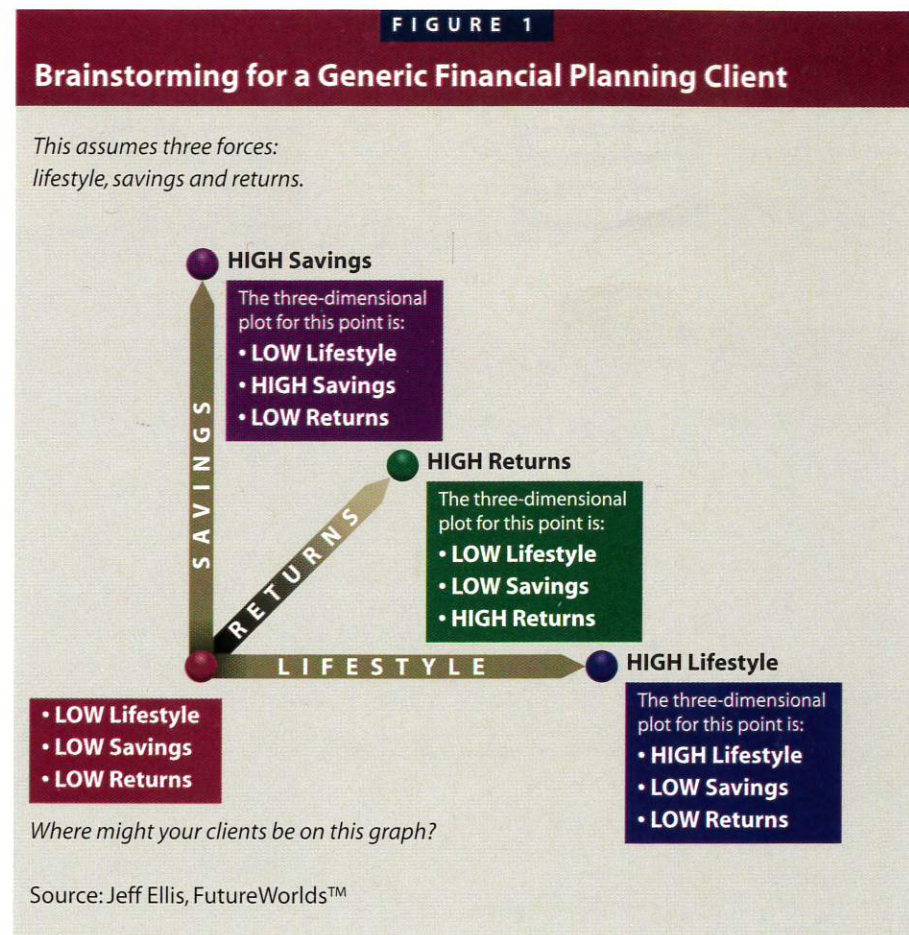 FIGURE 1
Brainstorming for a Generic Financial Planning Client
This assumes three forces:
lifestyle, savings and returns.
HIGH Savings
The three-dimensional
plot for this point is:
• LOW Lifestyle
• HIGH Savings
• LOW Returns
SAVINGS
HIGH Returns
The three-dimensional
plot for this point is:
• LOW Lifestyle
• LOW Savings
• HIGH Returns
RETURNS
LIFESTYLE
HIGH Lifestyle
The three-dimensional
plot for this point is:
• HIGH Lifestyle
• LOW Savings
• LOW Returns
• LOW Lifestyle
• LOW Savings
• LOW Returns
Where might your clients be on this graph?
Source: Jeff Ellis, FutureWorlds™